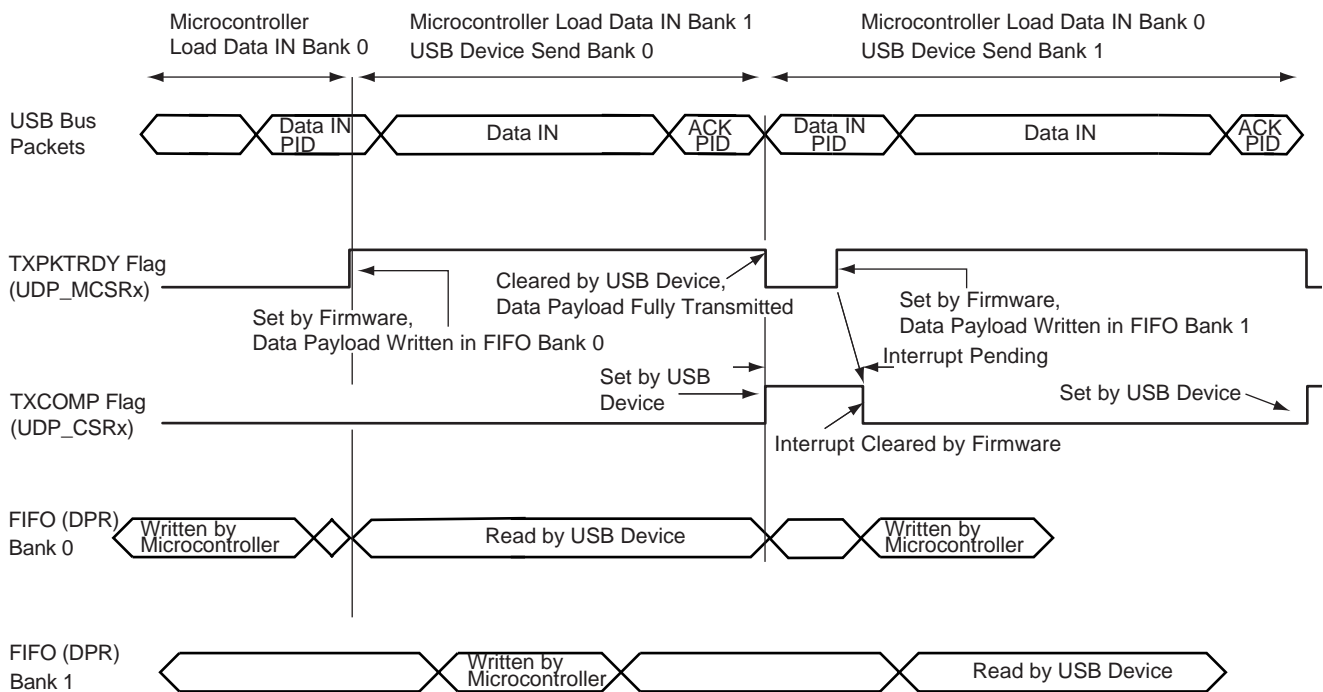 Microcontroller
Load Data IN Bank 0
Microcontroller Load Data IN Bank 1
USB Device Send Bank 0
Microcontroller Load Data IN Bank 0
USB Device Send Bank 1
USB Bus
Packets
Data IN
PID
Data IN
ACK
PID
Data IN
PID
Data IN
ACK
PID
TXPKTRDY Flag
(UDP_MCSRx)
Set by Firmware,
Data Payload Written in FIFO Bank 0
Cleared by USB Device,
Data Payload Fully Transmitted
Set by Firmware,
Data Payload Written in FIFO Bank 1
Interrupt Pending
TXCOMP Flag
(UDP_CSRx)
Set by USB
Device
Interrupt Cleared by Firmware
Set by USB Device
FIFO (DPR)
Bank 0
Written by
Microcontroller
Read by USB Device
Written by
Microcontroller
FIFO (DPR)
Bank 1
Written by
Microcontroller
Read by USB Device